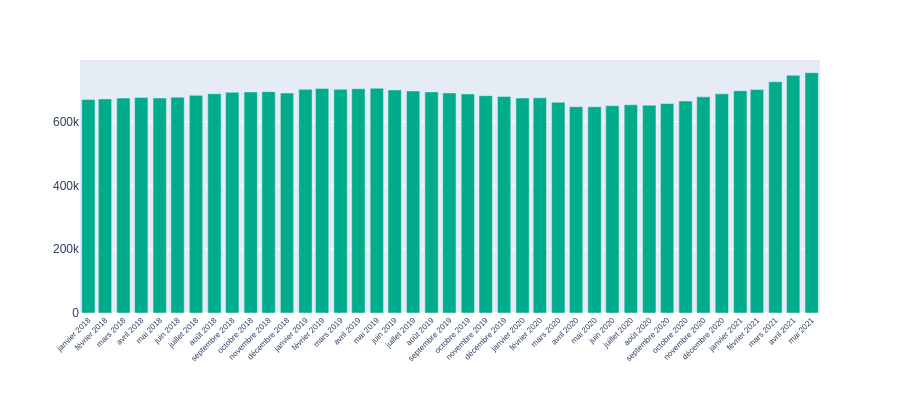 600k
400k
200k
0
janvier 2018
février 2018
mars 2018
avril 2018
mai 2018
juin 2018
juillet 2018
août 2018
septembre 2018
octobre 2018
novembre 2018
décembre 2018
janvier 2019
février 2019
mars 2019
avril 2019
mai 2019
juin 2019
juillet 2019
août 2019
septembre 2019
octobre 2019
novembre 2019
décembre 2019
janvier 2020
février 2020
mars 2020
avril 2020
mai 2020
juin 2020
juillet 2020
août 2020
septembre 2020
octobre 2020
novembre 2020
décembre 2020
janvier 2021
février 2021
mars 2021
avril 2021
mai 2021